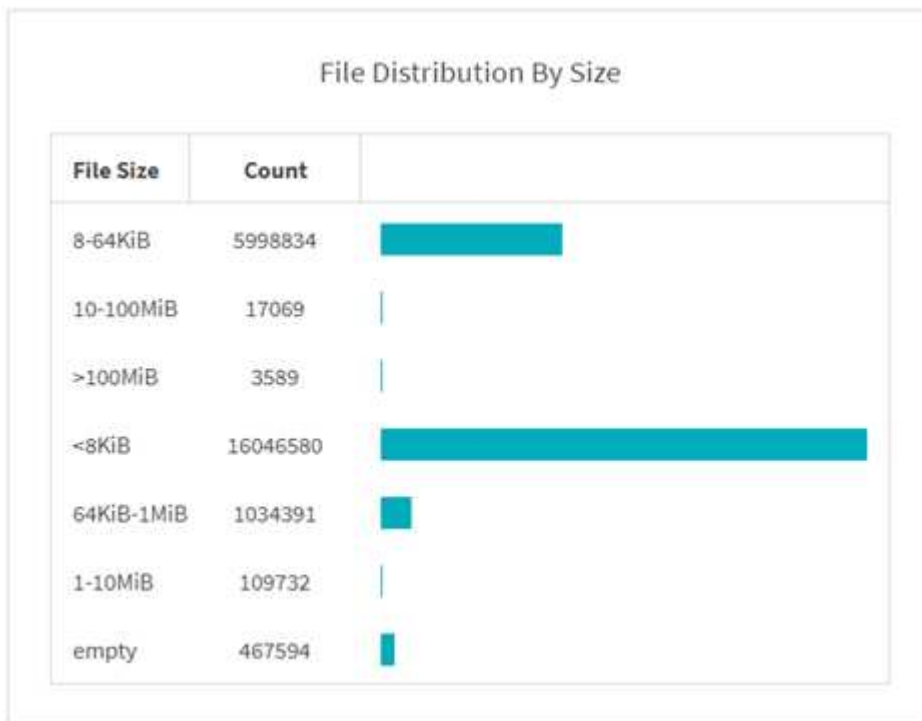 File Distribution By Size
File Size Count
8-64KiB 5998834
10-100MiB 17069
>100MiB 3589
<8KiB 16046580
64KiB-1MiB 1034391
1-10MiB 109732
empty 467594